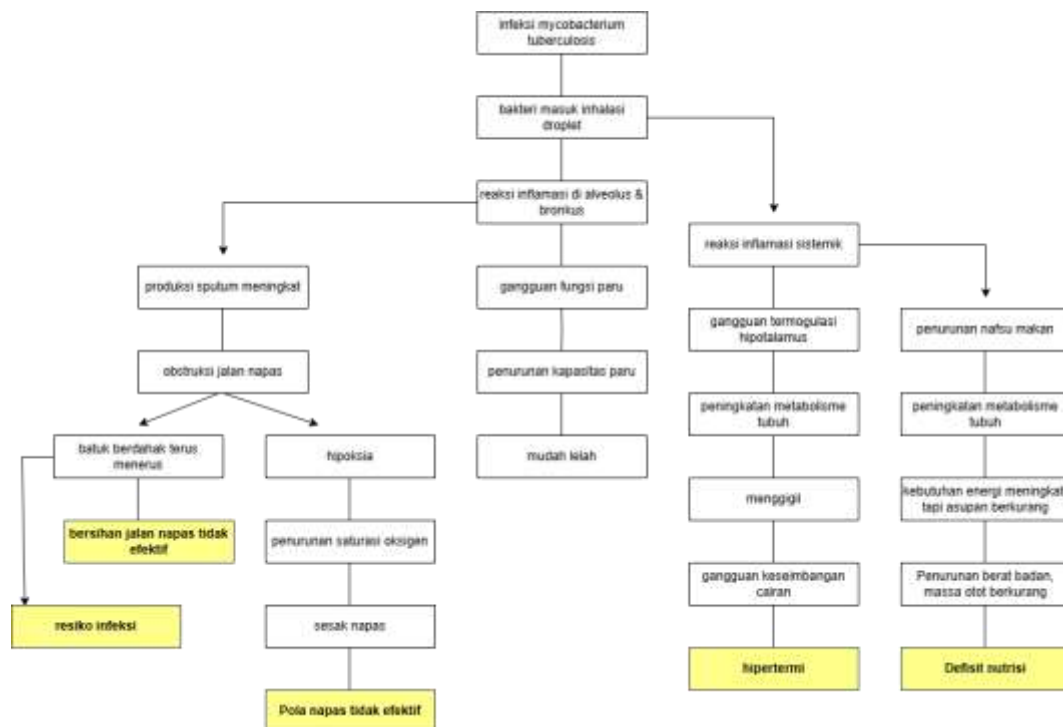 infeksi mycobacterium
tuberculosis
bakteri masuk inhalasi
droplet
reaksi inflamasi di alveolus &
bronkus
reaksi inflamasi sistemik
produksi sputum meningkat
gangguan fungsi paru
gangguan termogulasi
hipotalamus
penurunan nafsu makan
obstruksi jalan napas
penurunan kapasitas paru
peningkatan metabolisme
tubuh
peningkatan metabolisme
tubuh
batuk berdahak terus
menerus
hipoksia
mudah lelah
menggigil
kebutuhan energi meningkat
tapi asupan berkurang
bersihan jalan napas tidak
efektif
penurunan saturasi oksigen
gangguan keseimbangan
cairan
Penurunan berat badan,
massa otot berkurang
resiko infeksi
sesak napas
hipertermi
Defisit nutrisi
Pola napas tidak efektif